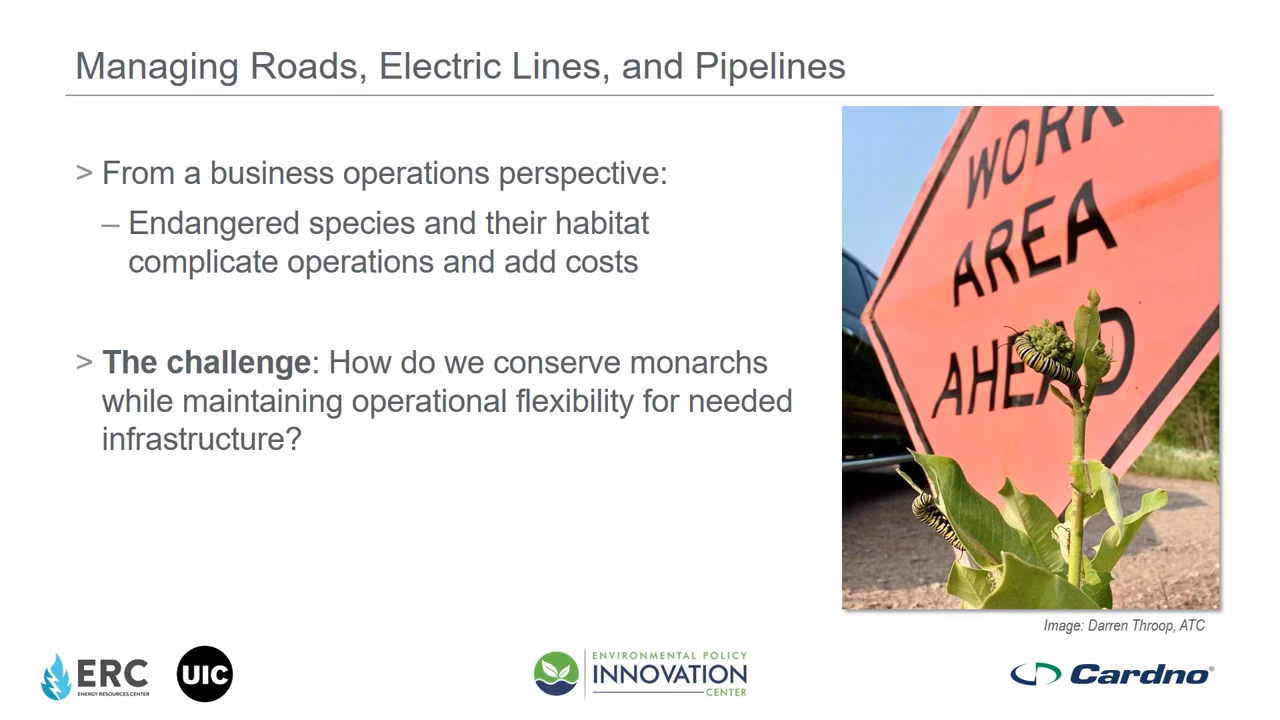 Managing Roads, Electric Lines, and Pipelines
> From a business operations perspective:
– Endangered species and their habitat
complicate operations and add costs
> The challenge: How do we conserve monarchs
while maintaining operational flexibility for needed
infrastructure?
WORK
AREA
AHEAD
Image: Darren Throop, ATC
ERC
ENERGY RESOURCES CENTER
UIC
ENVIRONMENTAL POLICY
INNOVATION
CENTER
Cardno®